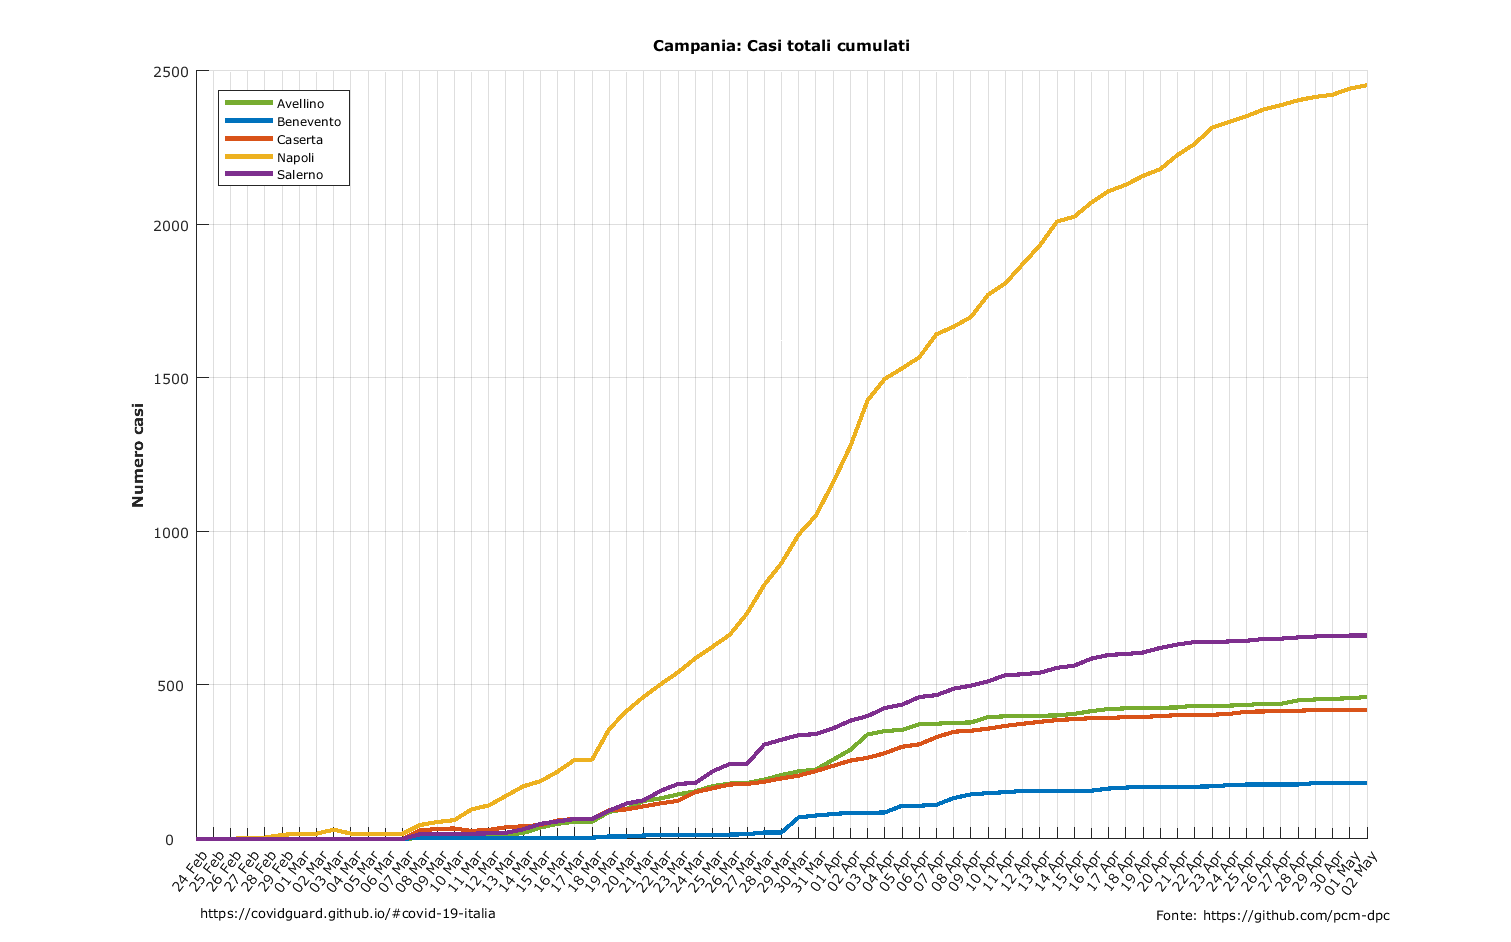 Campania: Casi totali cumulati
2500
2000
1500
1000
500
0
Numero casi
Avellino
Benevento
Caserta
Napoli
Salerno
24 Feb
25 Feb
26 Feb
27 Feb
28 Feb
29 Feb
01 Mar
02 Mar
03 Mar
04 Mar
05 Mar
06 Mar
07 Mar
08 Mar
09 Mar
10 Mar
11 Mar
12 Mar
13 Mar
14 Mar
15 Mar
16 Mar
17 Mar
18 Mar
19 Mar
20 Mar
21 Mar
22 Mar
23 Mar
24 Mar
25 Mar
26 Mar
27 Mar
28 Mar
29 Mar
30 Mar
31 Mar
01 Apr
02 Apr
03 Apr
04 Apr
05 Apr
06 Apr
07 Apr
08 Apr
09 Apr
10 Apr
11 Apr
12 Apr
13 Apr
14 Apr
15 Apr
16 Apr
17 Apr
18 Apr
19 Apr
20 Apr
21 Apr
22 Apr
23 Apr
24 Apr
25 Apr
26 Apr
27 Apr
28 Apr
29 Apr
30 Apr
01 May
02 May
https://covidguard.github.io/#covid-19-italia
Fonte: https://github.com/pcm-dpc